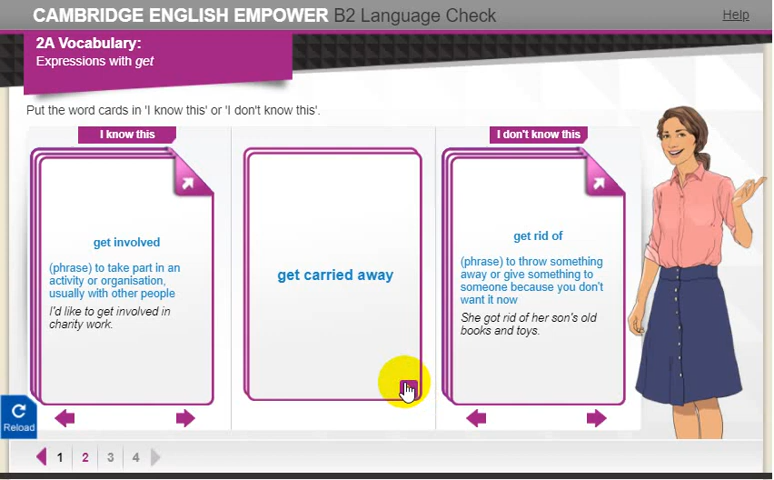 CAMBRIDGE ENGLISH EMPOWER B2 Language Check
Help
2A Vocabulary:
Expressions with get
Put the word cards in 'I know this' or 'I don't know this'.
I know this
get involved
(phrase) to take part in an
activity or organisation,
usually with other people
I'd like to get involved in
charity work.
get carried away
I don't know this
get rid of
(phrase) to throw something
away or give something to
someone because you don't
want it now
She got rid of her son's old
books and toys.
Reload
1 2 3 4